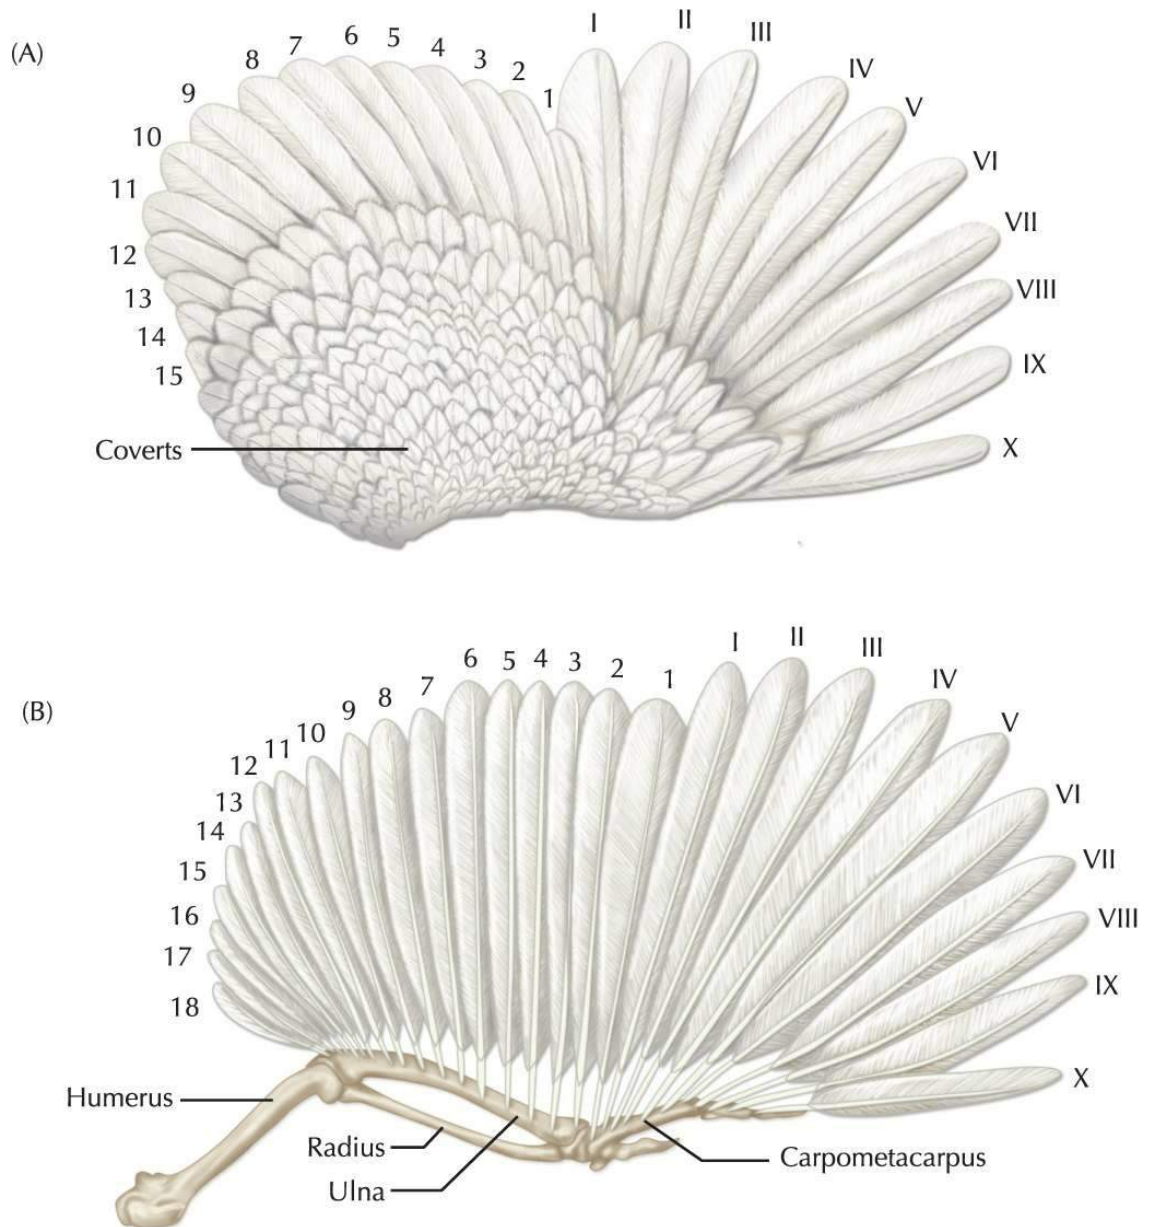 (A)
I
II
III
IV
V
VI
VII
VIII
IX
X
1
2
3
4
5
6
7
8
9
10
11
12
13
14
15
Coverts
(B)
I
II
III
IV
V
VI
VII
VIII
IX
X
1
2
3
4
5
6
7
8
9
10
11
12
13
14
15
16
17
18
Humerus
Radius
Ulna
Carpometacarpus